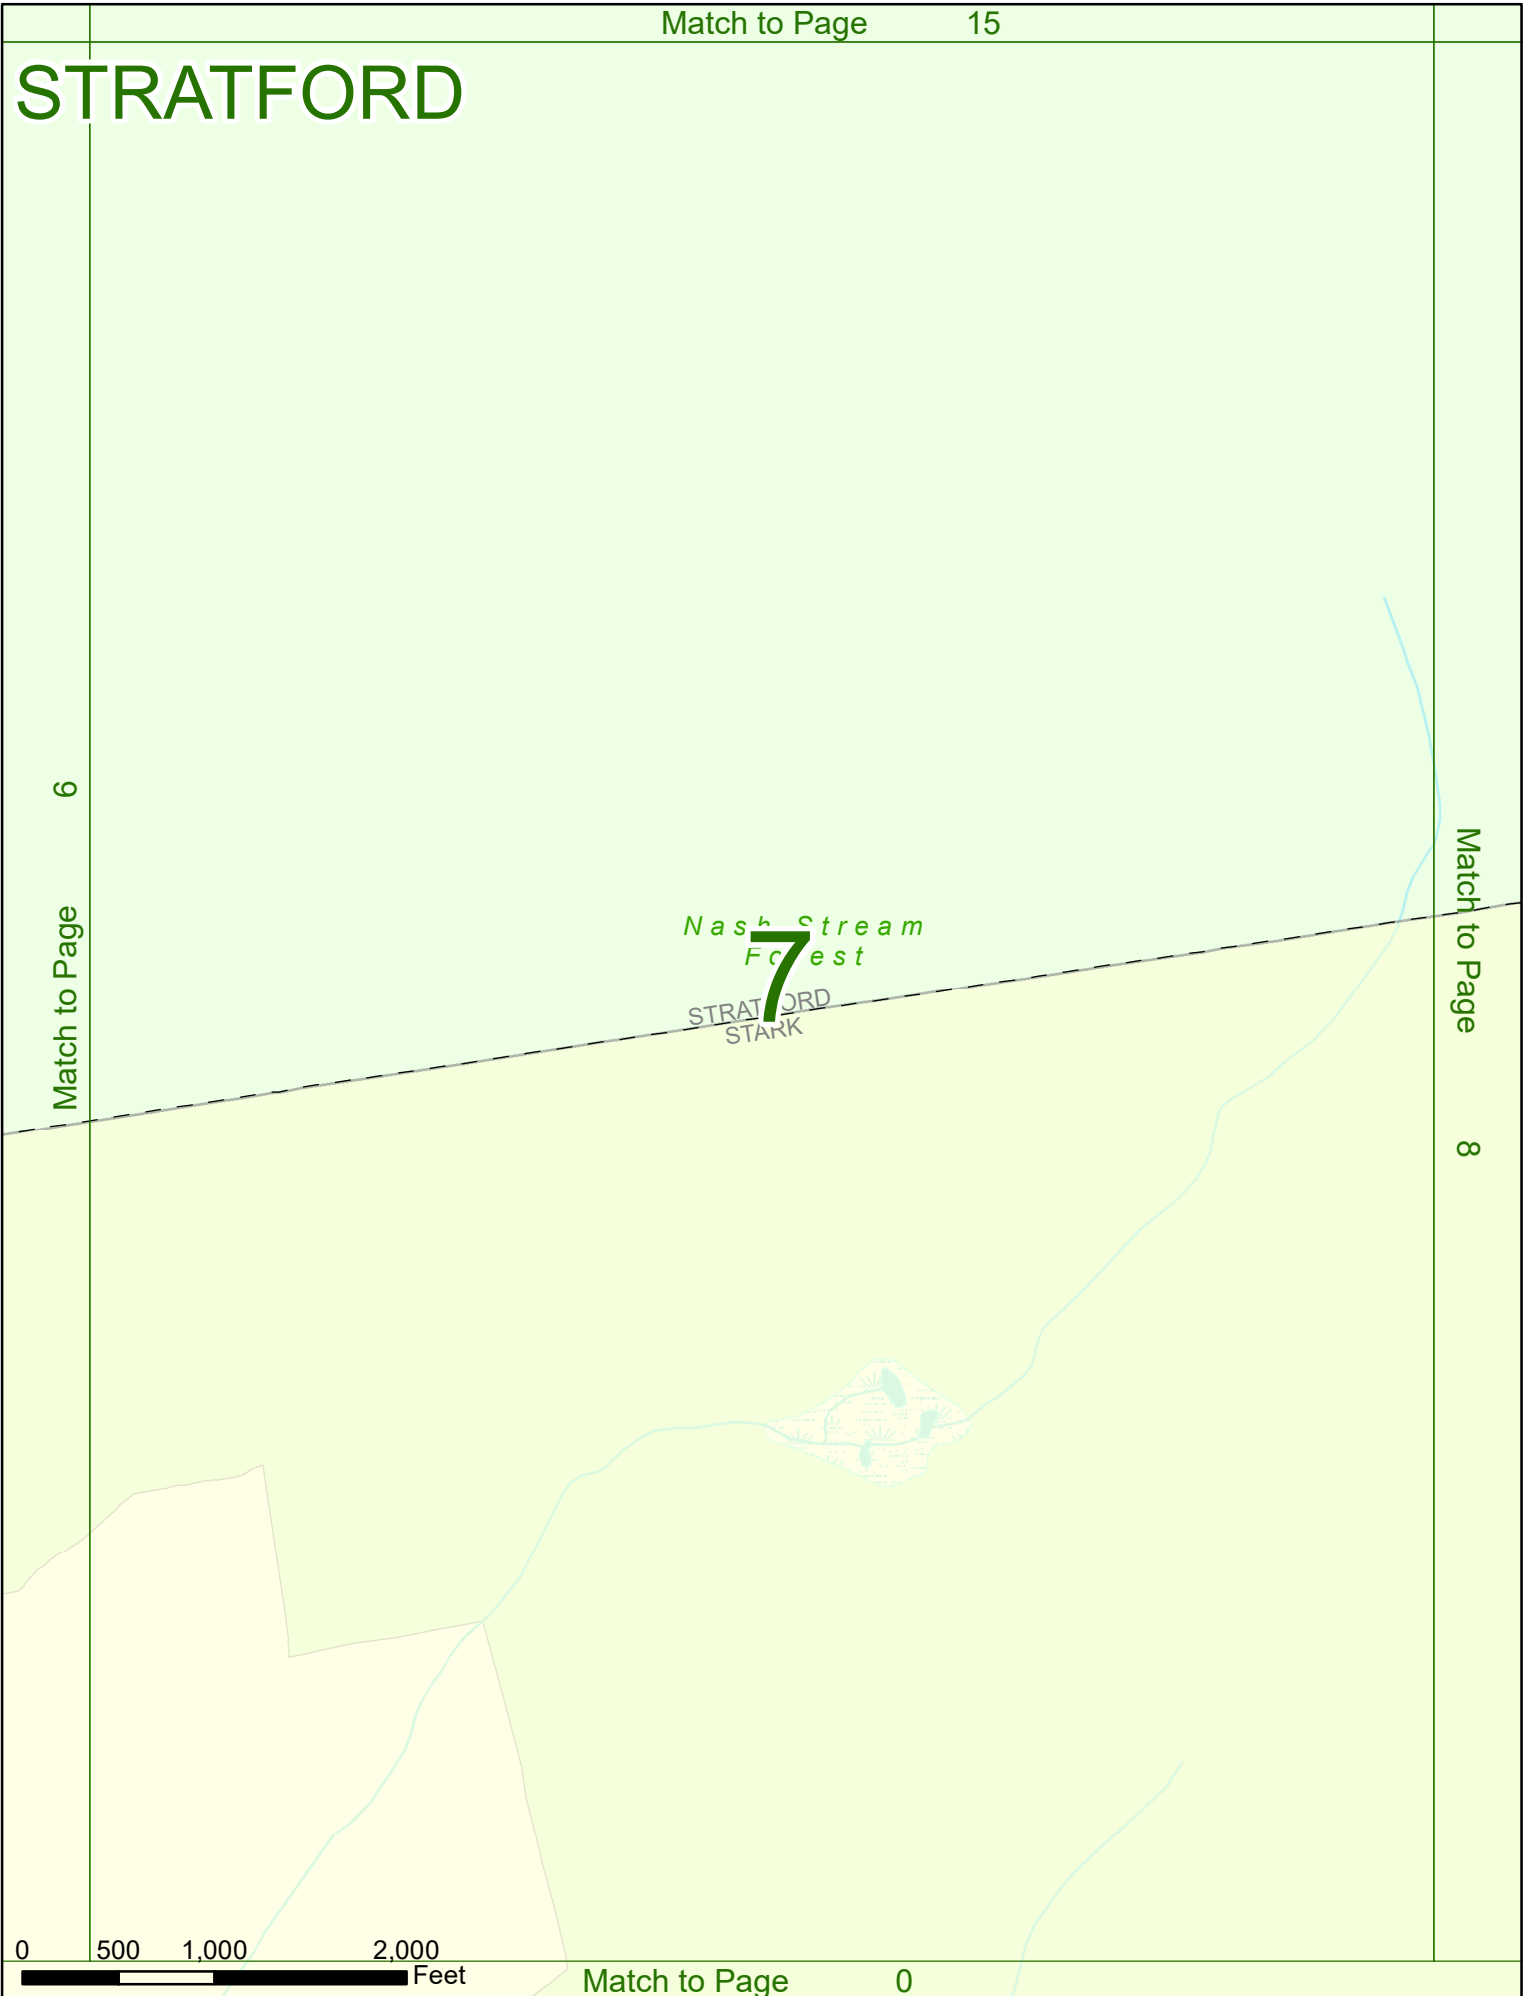 Match to Page 15
STRATFORD
6
Match to Page
Match to Page
8
Nash Stream
Forest
7
STRATFORD
STARK
0 500 1,000 2,000
Feet
Match to Page 0